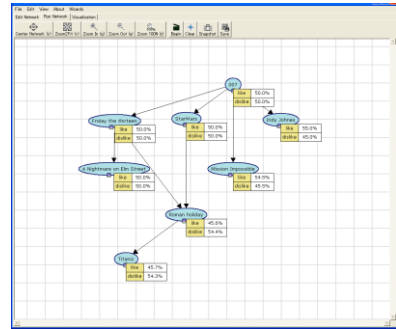 File Edit View About Wizards
Edit Network Run Network Visualisation
Center Network Zoom Zoom In Zoom Out Zoom 100% Begin Clear Snapshot Save
007
like 50.0%
dislike 50.0%
Friday the thirteen
like 50.0%
dislike 50.0%
StarWars
like 50.0%
dislike 50.0%
Indy Johnes
like 55.0%
dislike 45.0%
A Nightmare on Elm Street
like 50.0%
dislike 50.0%
Mission Impossible
like 54.5%
dislike 45.5%
Roman holiday
like 45.6%
dislike 54.4%
Titanic
like 45.7%
dislike 54.3%